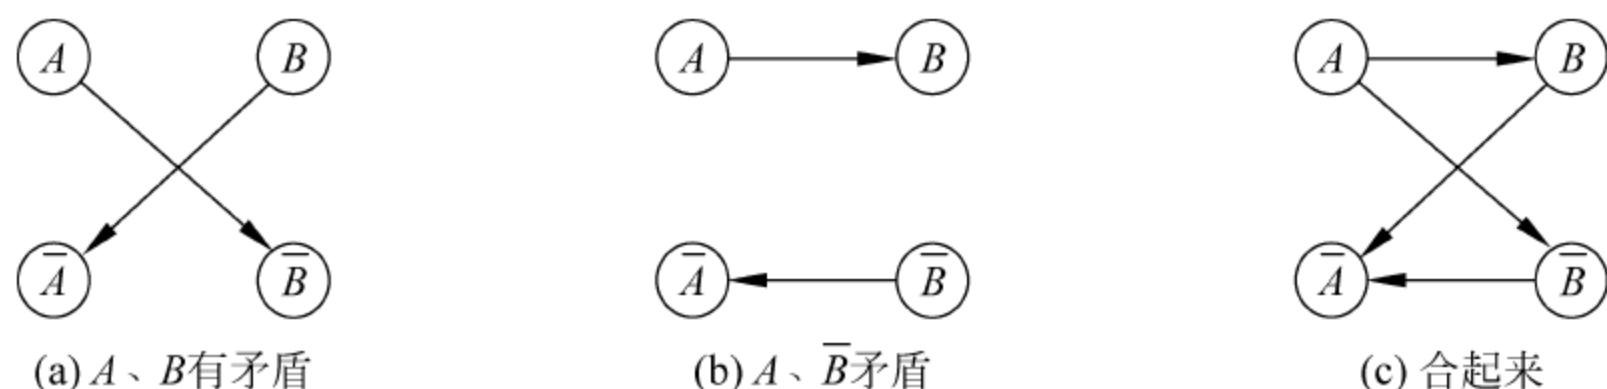 A B A B A B
A̅ B̅ A̅ B̅ A̅ B̅
(a) A、B有矛盾 (b) A、B̅矛盾 (c) 合起来